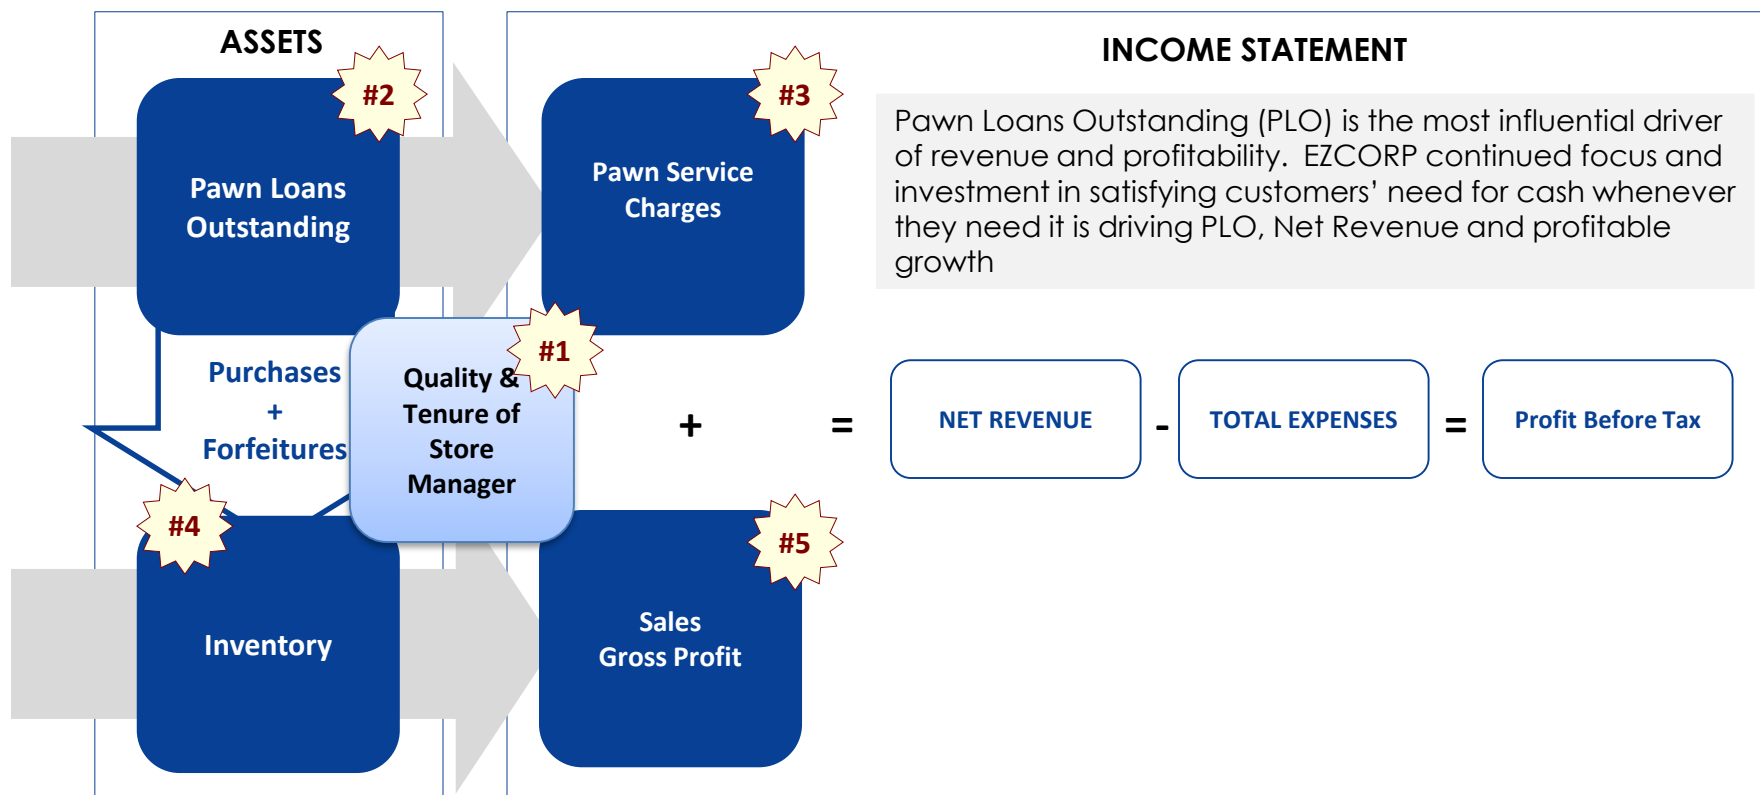 ASSETS
#2
Pawn Loans
Outstanding
#3
Pawn Service
Charges
INCOME STATEMENT
Pawn Loans Outstanding (PLO) is the most influential driver
of revenue and profitability.  EZCORP continued focus and
investment in satisfying customers’ need for cash whenever
they need it is driving PLO, Net Revenue and profitable
growth
Purchases
+
Forfeitures
#1
Quality &
Tenure of
Store
Manager
+
=
NET REVENUE
-
TOTAL EXPENSES
=
Profit Before Tax
#4
Inventory
#5
Sales
Gross Profit